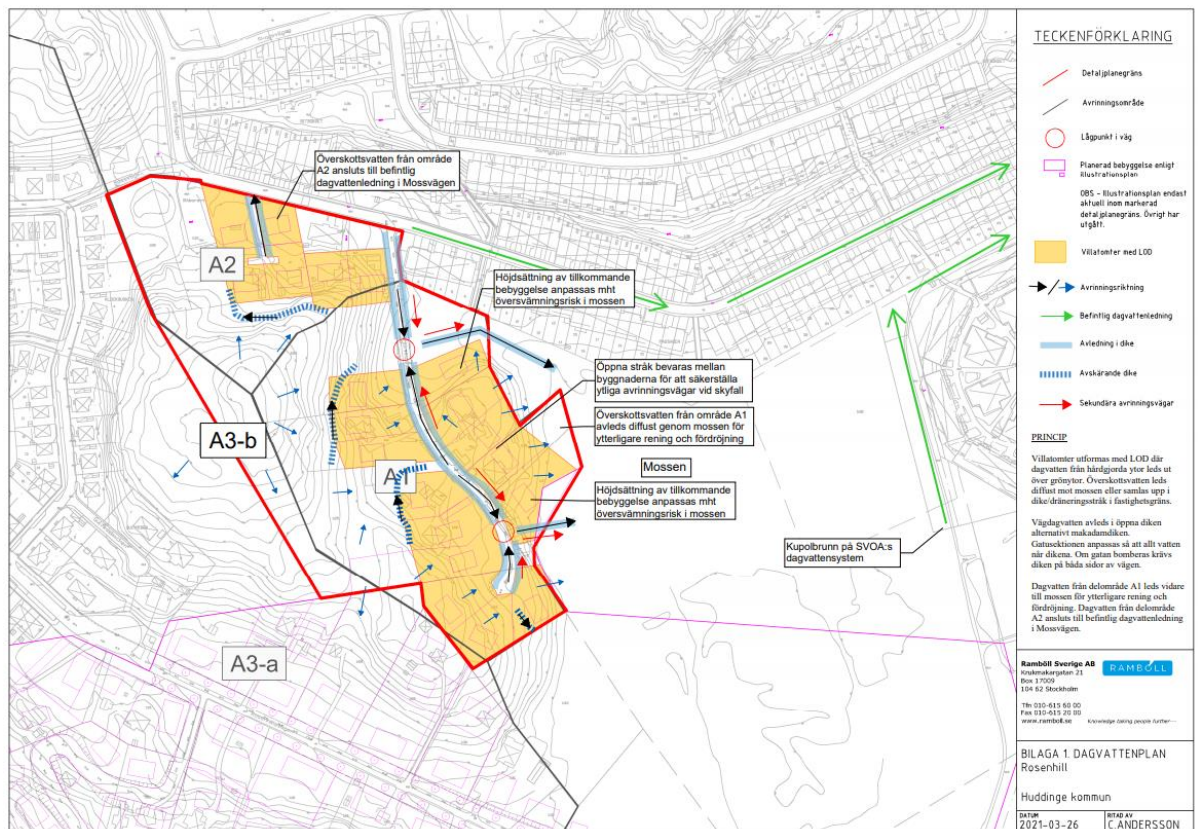 Överskottsvatten från område
A2 ansluts till befintlig
dagvattenledning i Mossvägen
A2
Höjdsättning av tillkommande
bebyggelse anpassas mht
översvämningsrisk i mossen
Öppna stråk bevaras mellan
byggnaderna för att säkerställa
ytliga avrinningsvägar vid skyfall
Överskottsvatten från område A1
avleds diffust genom mossen för
ytterligare rening och fördröjning
A3-b
Mossen
A1
Höjdsättning av tillkommande
bebyggelse anpassas mht
översvämningsrisk i mossen
Kupolbrunn på SVOA:s
dagvattensystem
A3-a
TECKENFÖRKLARING
Detaljplanegräns
Avrinningsområde
Lågpunkt i väg
Planerad bebyggelse enligt
illustrationsplan
OBS - Illustrationsplan endast
aktuell inom markerad
detaljplanegräns. Övrigt har
utgått.
Villatomter med LOD
Avrinningsriktning
Befintlig dagvattenledning
Avledning i dike
Avskärande dike
Sekundära avrinningsvägar
PRINCIP
Villatomter utformas med LOD där
dagvatten från hårdgjorda ytor leds ut
över grönytor. Överskottsvatten leds
diffust mot mossen eller samlas upp i
dike/dräneringsstråk i fastighetsgräns.
Vägdagvatten avleds i öppna diken
alternativt makadamdiken.
Gatusektionen anpassas så att allt vatten
når dikena. Om gatan bomberas krävs
diken på båda sidor av vägen.
Dagvatten från delområde A1 leds vidare
till mossen för ytterligare rening och
fördröjning. Dagvatten från delområde
A2 ansluts till befintlig dagvattenledning
i Mossvägen.
Ramböll Sverige AB
Krukmakargatan 21
Box 17009
104 62 Stockholm
RAMBÖLL
Tfn 010-615 60 00
Fax 010-615 20 00
www.ramboll.se
Knowledge taking people further---
BILAGA 1. DAGVATTENPLAN
Rosenhill
Huddinge kommun
DATUM
2021-03-26
RITAD AV
C.ANDERSSON